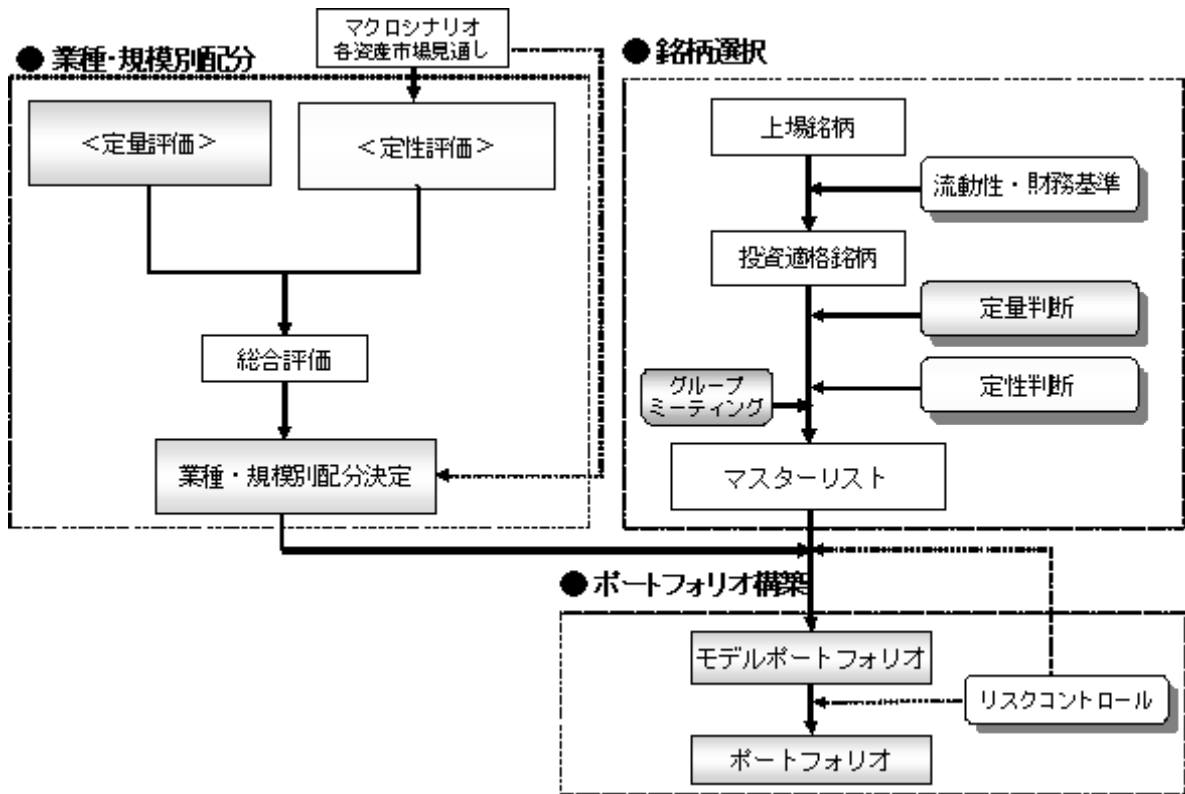 マクロシナリオ
各資産市場見通し
● 業種・規模別配分
＜定量評価＞
＜定性評価＞
総合評価
業種・規模別配分決定
● 銘柄選択
上場銘柄
流動性・財務基準
投資適格銘柄
定量判断
定性判断
グループ
ミーティング
マスターリスト
● ポートフォリオ構築
モデルポートフォリオ
リスクコントロール
ポートフォリオ